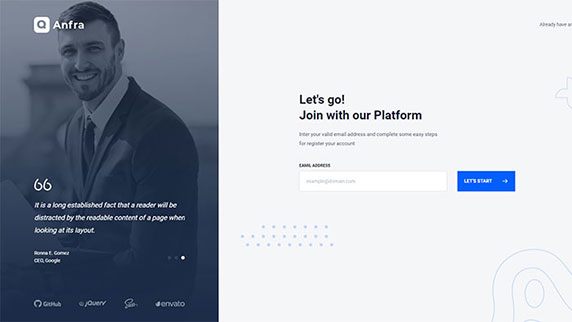 Anfra
Already have a
Let's go!
Join with our Platform
Enter your valid email address and complete some easy steps
for register your account
EAMIL ADDRESS
example@domain.com
LET'S START
It is a long established fact that a reader will be
distracted by the readable content of a page when
looking at its layout.
Ronna E. Gomez
CEO, Google
GitHub
jQuery
Sass
envato